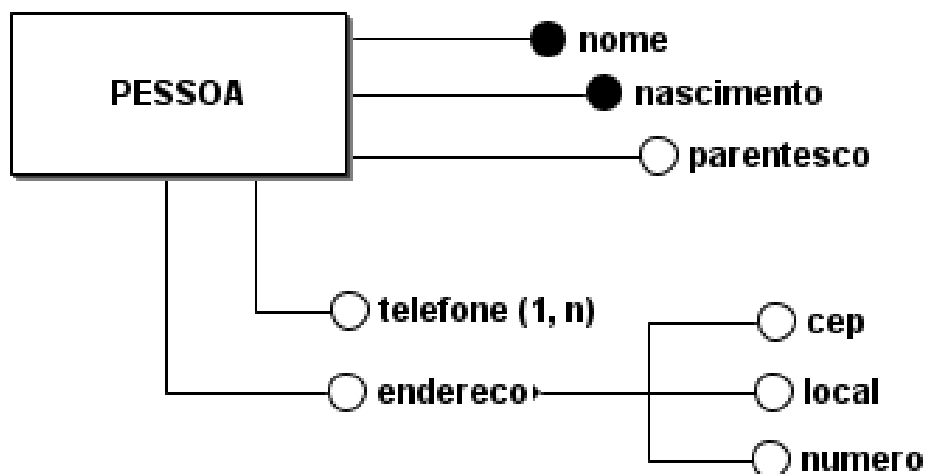 PESSOA
nome
nascimento
parentesco
telefone (1, n)
endereco
cep
local
numero